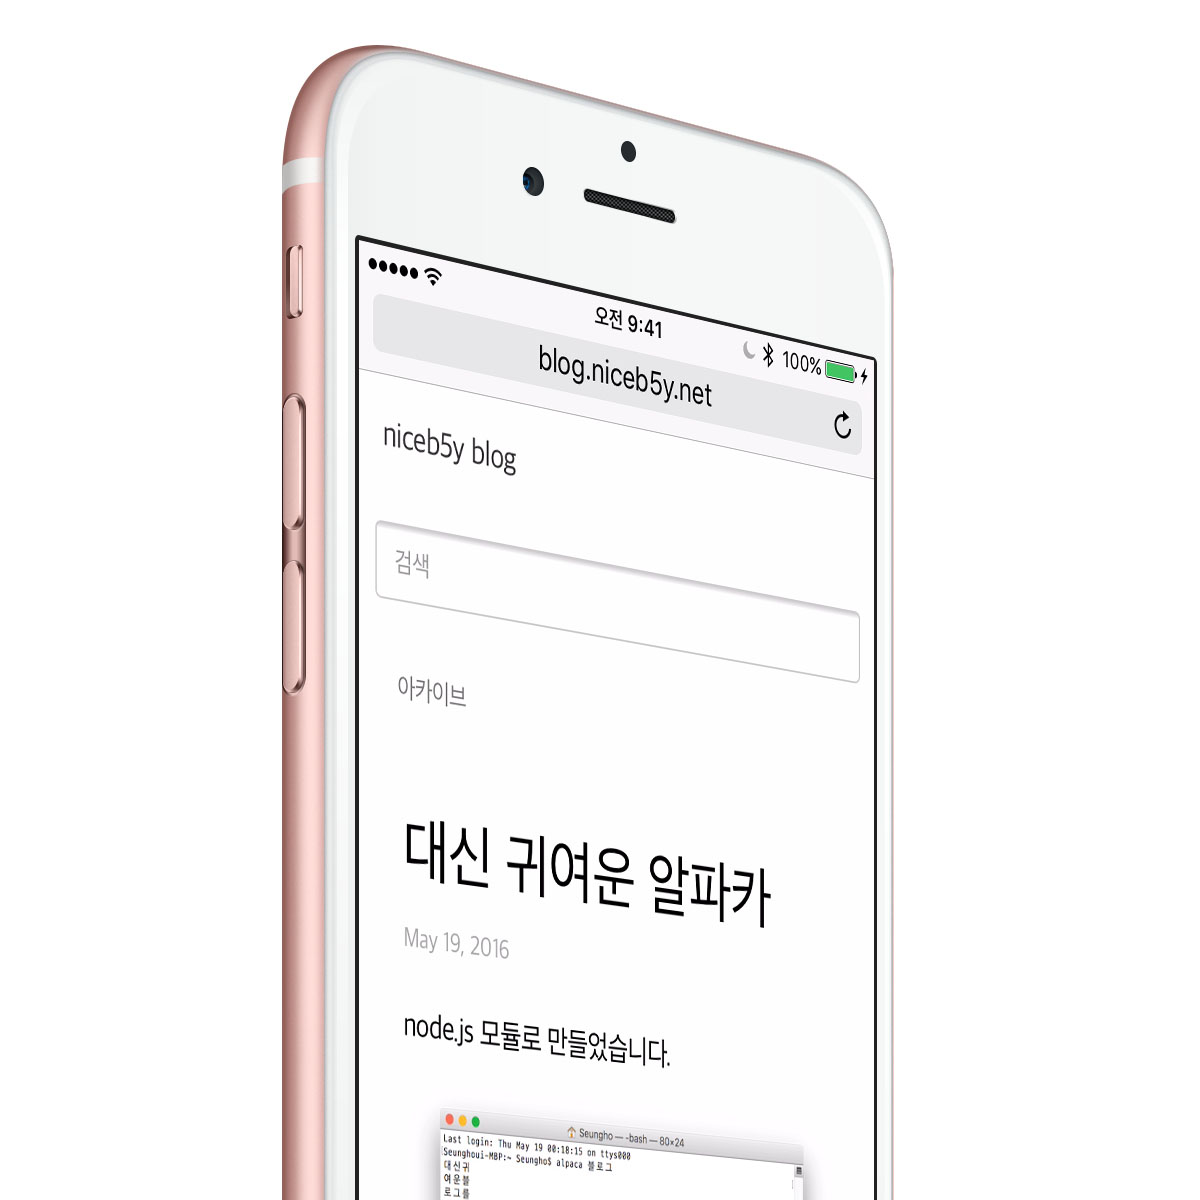 오전 9:41
100%
blog.niceb5y.net
niceb5y blog
검색
아카이브
대신 귀여운 알파카
May 19, 2016
node.js 모듈로 만들었습니다.
Seungho — -bash — 80×24
Last login: Thu May 19 00:18:15 on ttys000
Seunghoui-MBP:~ Seungho$ alpaca 블로그
대신귀
여운블
로그를